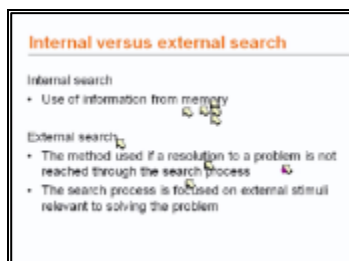 Internal versus external search
Internal search
• Use of information from memory
External search
• The method used if a resolution to a problem is not
reached through the search process
• The search process is focused on external stimuli
relevant to solving the problem